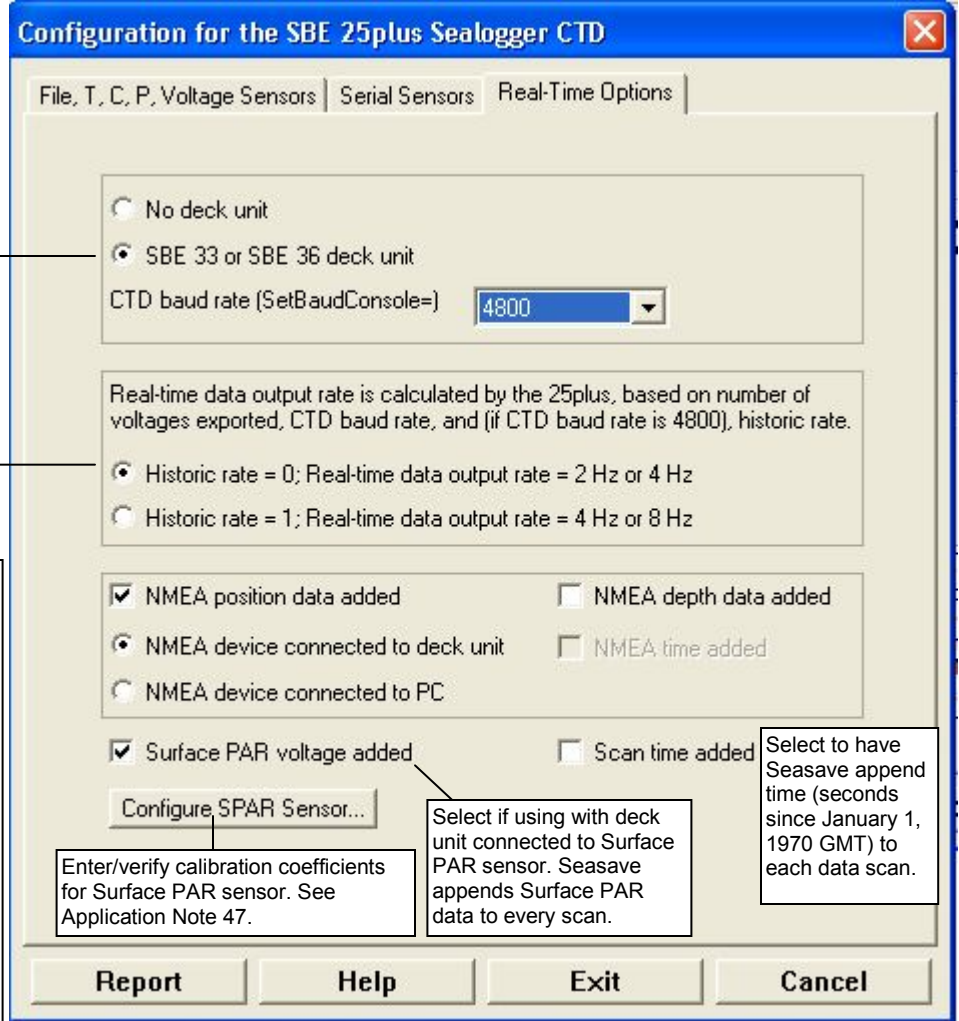 Configuration for the SBE 25plus Sealogger CTD
File, T, C, P, Voltage Sensors
Serial Sensors
Real-Time Options
No deck unit
SBE 33 or SBE 36 deck unit
CTD baud rate (SetBaudConsole=)
4800
Real-time data output rate is calculated by the 25plus, based on number of
voltages exported, CTD baud rate, and (if CTD baud rate is 4800), historic rate.
Historic rate = 0; Real-time data output rate = 2 Hz or 4 Hz
Historic rate = 1; Real-time data output rate = 4 Hz or 8 Hz
NMEA position data added
NMEA depth data added
NMEA device connected to deck unit
NMEA time added
NMEA device connected to PC
Surface PAR voltage added
Scan time added
Select to have
Seasave append
time (seconds
since January 1,
1970 GMT) to
each data scan.
Configure SPAR Sensor...
Select if using with deck
unit connected to Surface
PAR sensor. Seasave
appends Surface PAR
data to every scan.
Enter/verify calibration coefficients
for Surface PAR sensor. See
Application Note 47.
Report
Help
Exit
Cancel